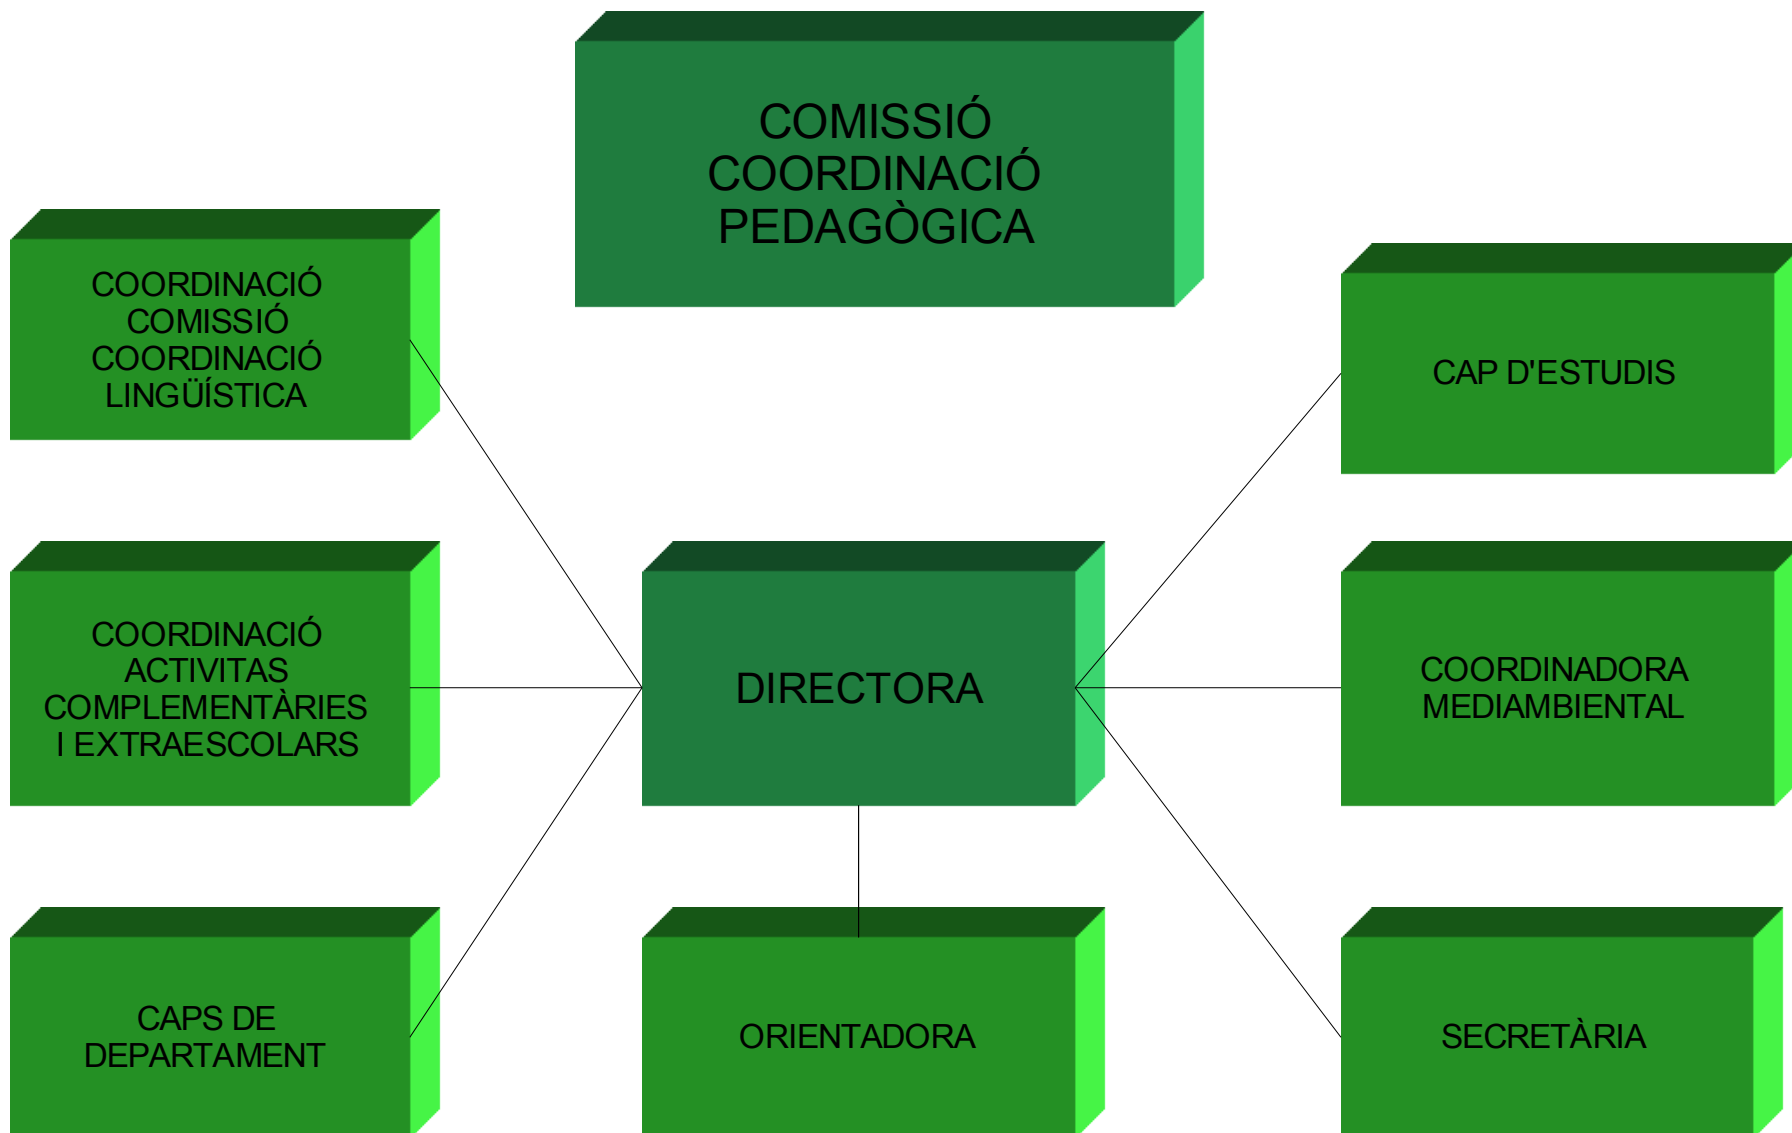 COMISSIÓ
COORDINACIÓ
PEDAGÒGICA
COORDINACIÓ
COMISSIÓ
COORDINACIÓ
LINGÜÍSTICA
CAP D'ESTUDIS
COORDINACIÓ
ACTIVITAS
COMPLEMENTÀRIES
I EXTRAESCOLARS
DIRECTORA
COORDINADORA
MEDIAMBIENTAL
CAPS DE
DEPARTAMENT
ORIENTADORA
SECRETÀRIA